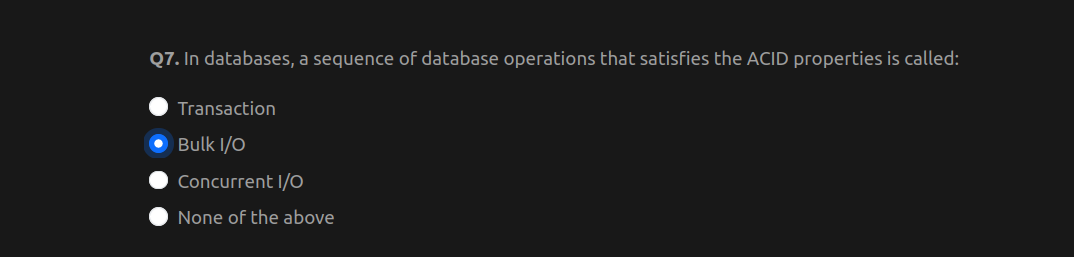 Q7. In databases, a sequence of database operations that satisfies the ACID properties is called:
Transaction
Bulk I/O
Concurrent I/O
None of the above